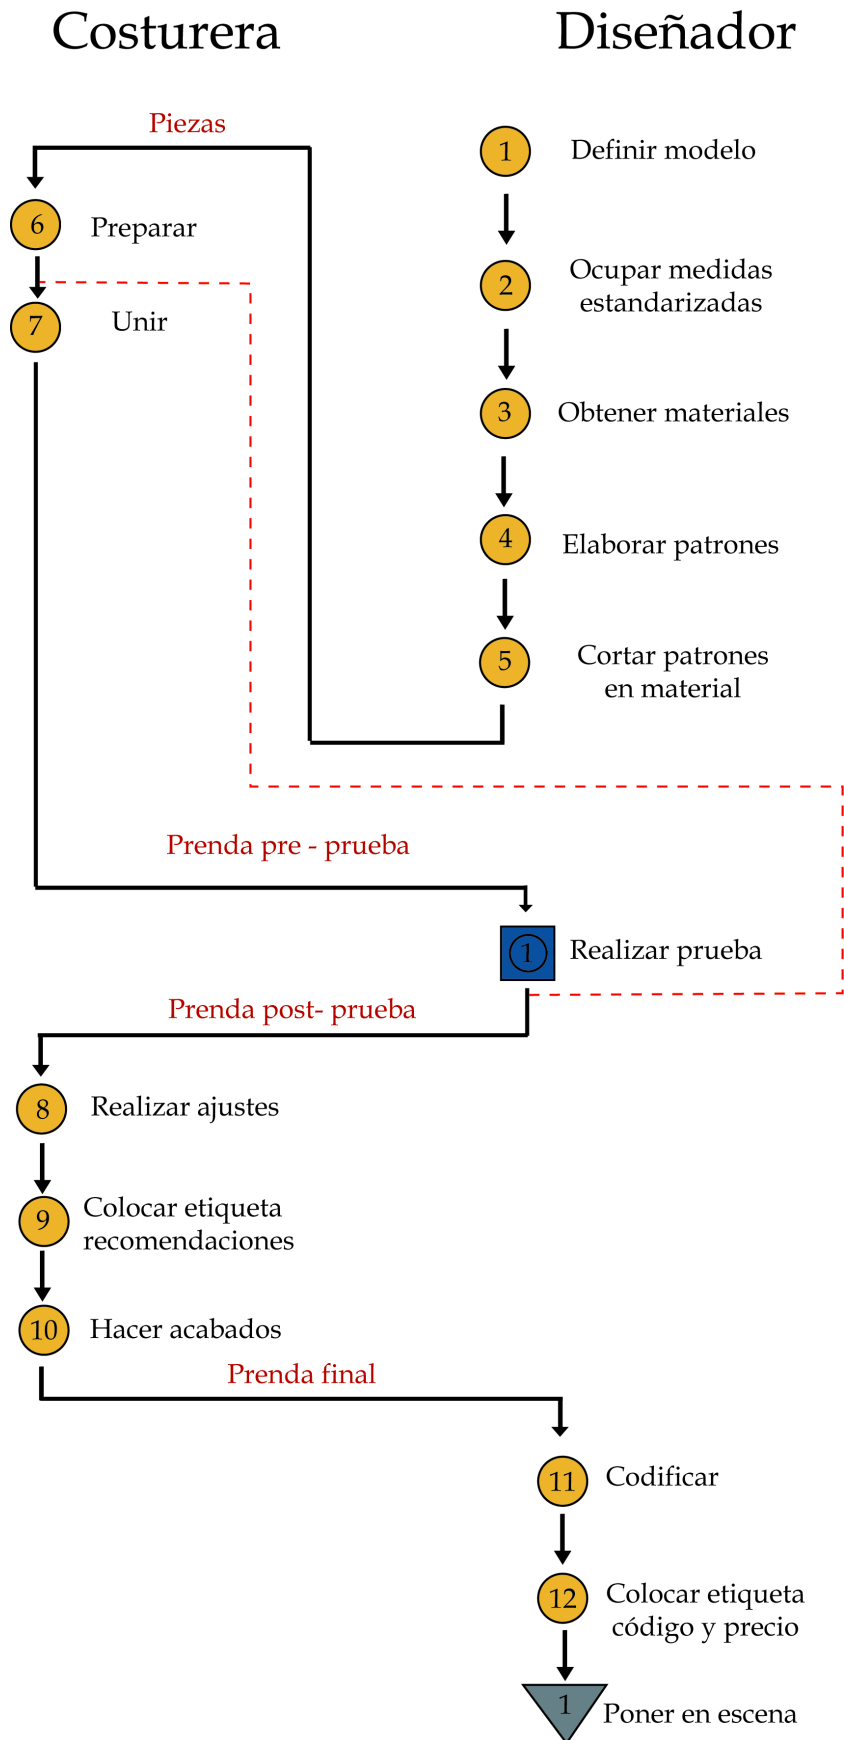 Costurera
Diseñador
Piezas
1
Definir modelo
6
Preparar
2
Ocupar medidas
estandarizadas
7
Unir
3
Obtener materiales
4
Elaborar patrones
5
Cortar patrones
en material
Prenda pre - prueba
1
Realizar prueba
Prenda post- prueba
8
Realizar ajustes
9
Colocar etiqueta
recomendaciones
10
Hacer acabados
Prenda final
11
Codificar
12
Colocar etiqueta
código y precio
1
Poner en escena